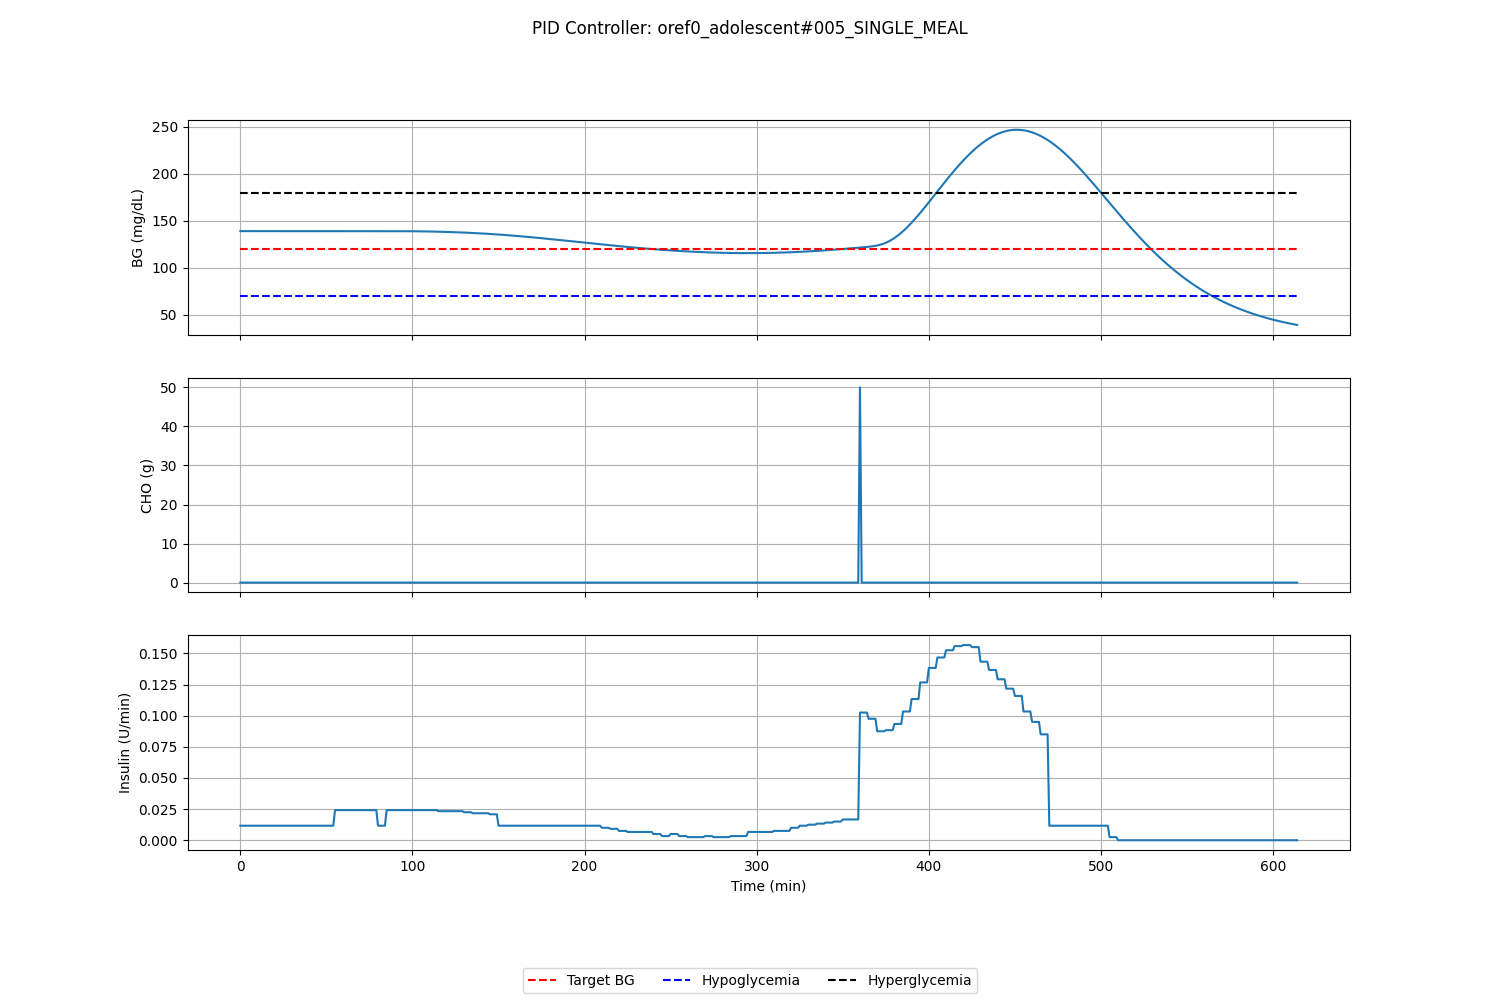 PID Controller: oref0_adolescent#005_SINGLE_MEAL
250
200
150
100
50
BG (mg/dL)
50
40
30
20
10
0
CHO (g)
0.150
0.125
0.100
0.075
0.050
0.025
0.000
Insulin (U/min)
0 100 200 300 400 500 600
Time (min)
Target BG Hypoglycemia Hyperglycemia